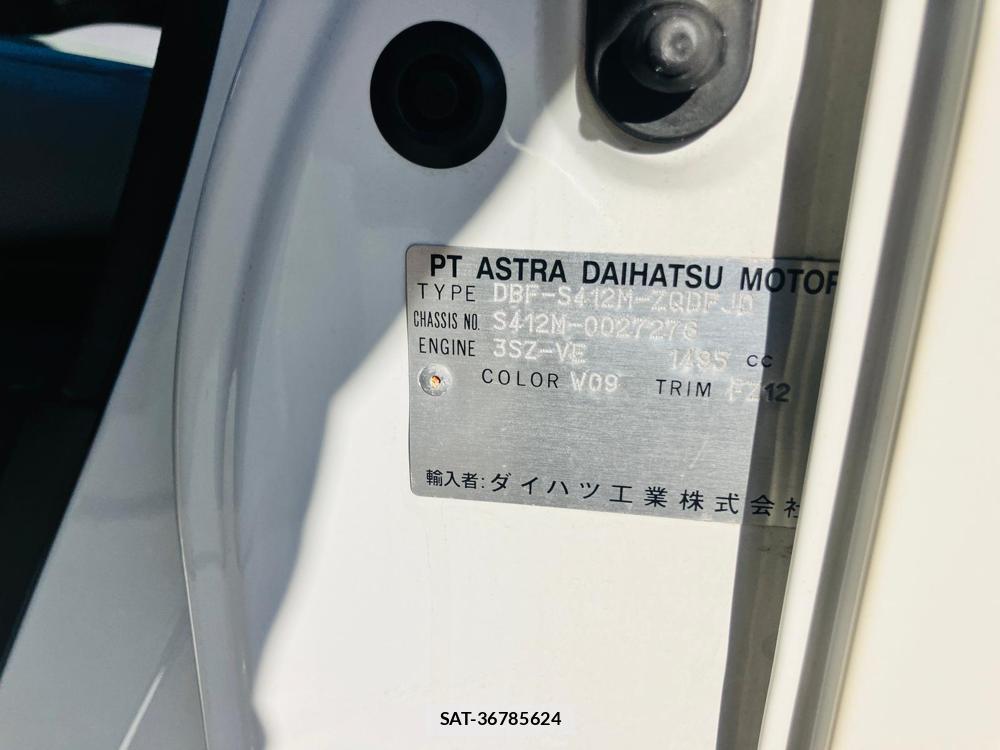 PT ASTRA DAIHATSU MOTOR
TYPE DBF-S412M-ZQDFJD
CHASSIS NO. S412M-0027276
ENGINE 3SZ-VE 1495 CC
COLOR W09 TRIM FZ12
輸入者:ダイハツ工業株式会社
SAT-36785624